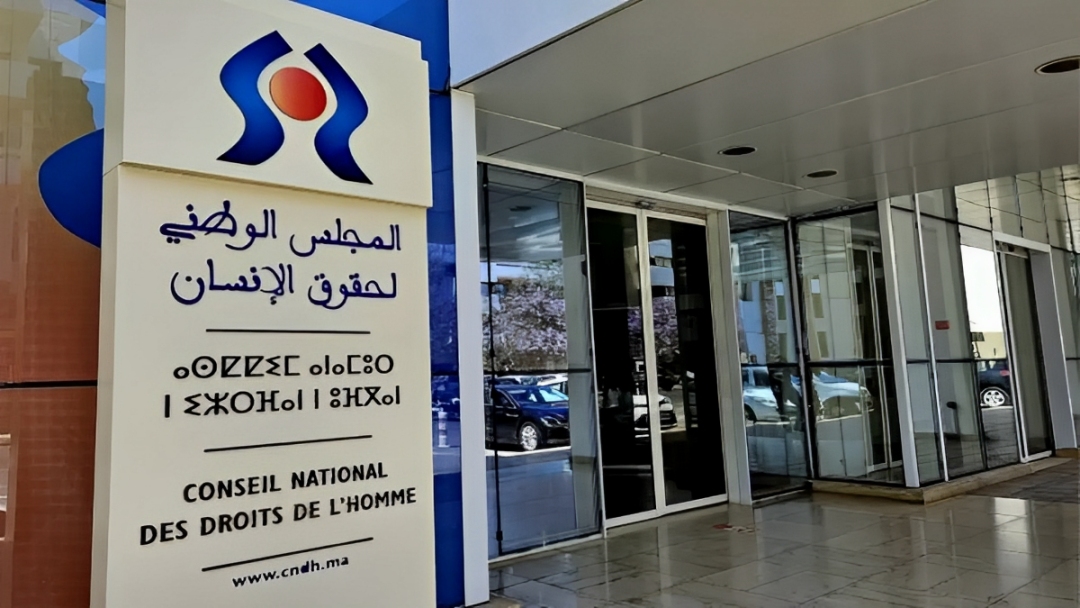 المجلس الوطني
لحقوق الإنسان
ⴰⵙⵇⵇⵉⵎ ⴰⵏⴰⵎⵓⵔ
ⵏ ⵉⵣⵔⴼⴰⵏ ⵏ ⵓⴼⴳⴰⵏ
CONSEIL NATIONAL
DES DROITS DE L'HOMME
www.cndh.ma